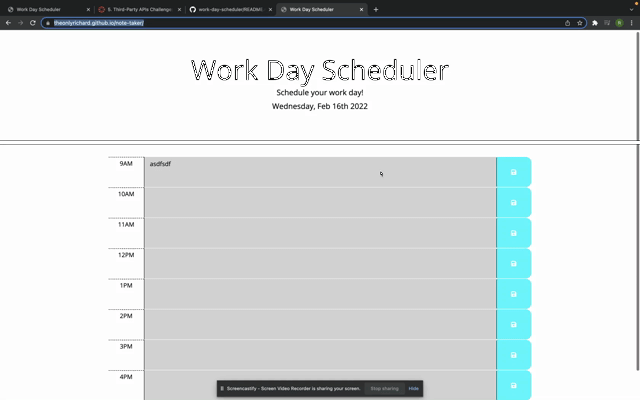 Work Day Scheduler
5. Third-Party APIs Challeng
work-day-scheduler/READM
Work Day Scheduler
theonlyrichard.github.io/note-taker/
Work Day Scheduler
Schedule your work day!
Wednesday, Feb 16th 2022
9AM asdfsdf
10AM
11AM
12PM
1PM
2PM
3PM
4PM
Screencastify - Screen Video Recorder is sharing your screen. Stop sharing Hide